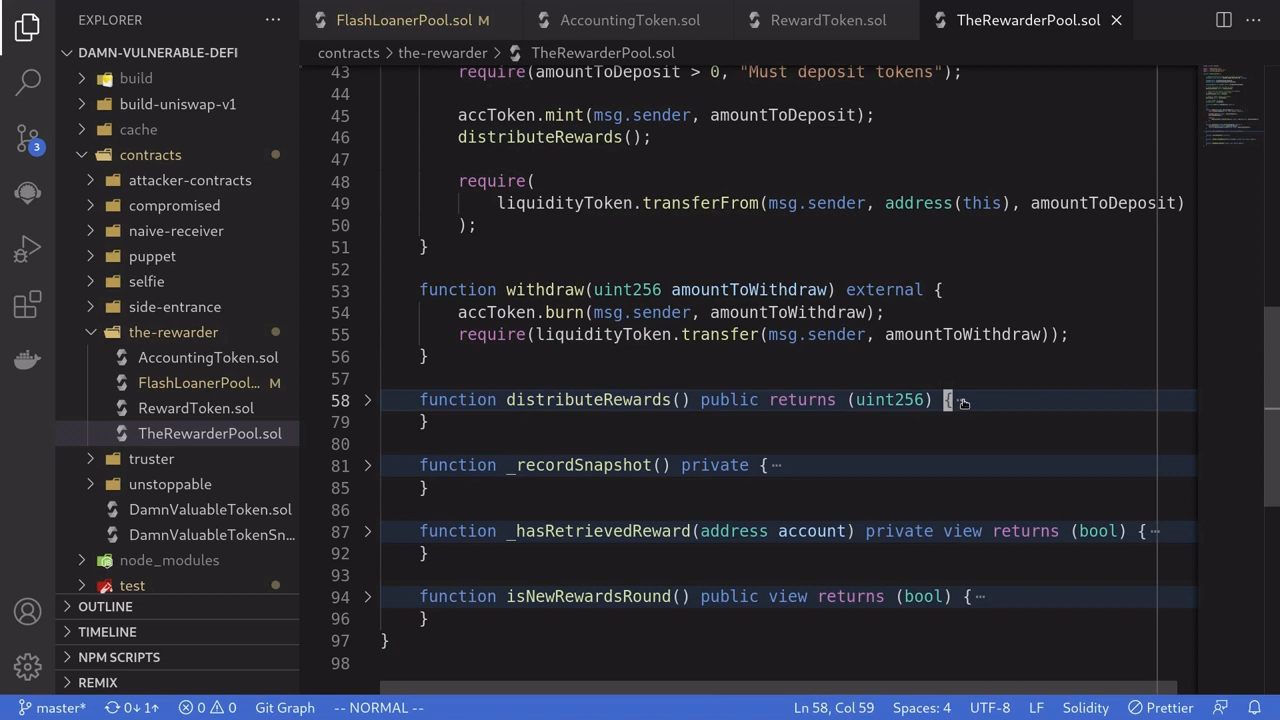 EXPLORER
DAMN-VULNERABLE-DEFI
build
build-uniswap-v1
cache
contracts
attacker-contracts
compromised
naive-receiver
puppet
selfie
side-entrance
the-rewarder
AccountingToken.sol
FlashLoanerPool... M
RewardToken.sol
TheRewarderPool.sol
truster
unstoppable
DamnValuableToken.sol
DamnValuableTokenSn...
node_modules
test
OUTLINE
TIMELINE
NPM SCRIPTS
REMIX
3
FlashLoanerPool.sol M
AccountingToken.sol
RewardToken.sol
TheRewarderPool.sol
contracts > the-rewarder > TheRewarderPool.sol
43 require(amountToDeposit > 0, "Must deposit tokens");
44
45 accToken.mint(msg.sender, amountToDeposit);
46 distributeRewards();
47
48 require(
49 liquidityToken.transferFrom(msg.sender, address(this), amountToDeposit)
50 );
51 }
52
53 function withdraw(uint256 amountToWithdraw) external {
54 accToken.burn(msg.sender, amountToWithdraw);
55 require(liquidityToken.transfer(msg.sender, amountToWithdraw));
56 }
57
58 function distributeRewards() public returns (uint256) {
79 }
80
81 function _recordSnapshot() private {⋯
85 }
86
87 function _hasRetrievedReward(address account) private view returns (bool) {⋯
92 }
93
94 function isNewRewardsRound() public view returns (bool) {⋯
96 }
97 }
98
master* 0↓ 1↑ 0 0 Git Graph -- NORMAL -- Ln 58, Col 59 Spaces: 4 UTF-8 LF Solidity Prettier